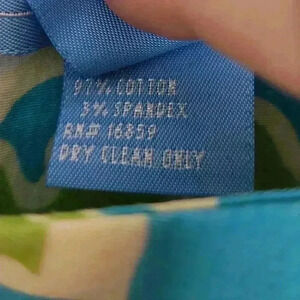 97% COTTON
3% SPANDEX
RN# 16859
DRY CLEAN ONLY